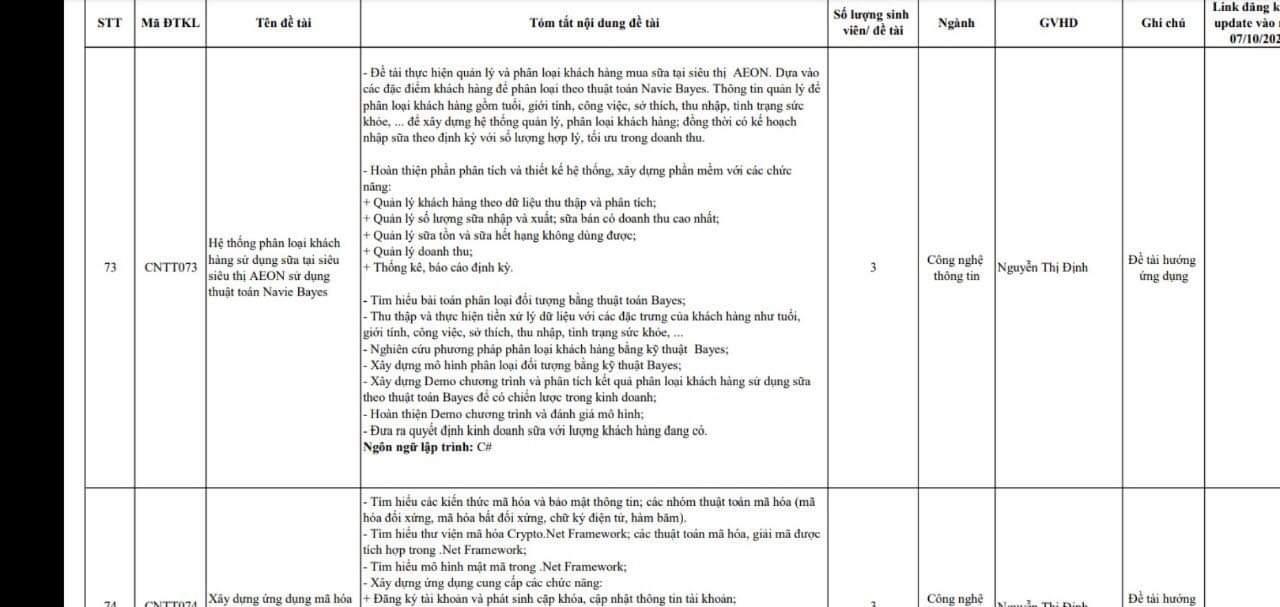 STT
Mã ĐTKL
Tên đề tài
Tóm tắt nội dung đề tài
Số lượng sinh
viên/ đề tài
Ngành
GVHD
Ghi chú
Link đăng k
update vào
07/10/202
73
CNTT073
Hệ thống phân loại khách
hàng sử dụng sữa tại siêu
siêu thị AEON sử dụng
thuật toán Navie Bayes
- Đề tài thực hiện quản lý và phân loại khách hàng mua sữa tại siêu thị AEON. Dựa vào
các đặc điểm khách hàng để phân loại theo thuật toán Navie Bayes. Thông tin quản lý để
phân loại khách hàng gồm tuổi, giới tính, công việc, sở thích, thu nhập, tình trạng sức
khỏe, ... để xây dựng hệ thống quản lý, phân loại khách hàng; đồng thời có kế hoạch
nhập sữa theo định kỳ với số lượng hợp lý, tối ưu trong doanh thu.
- Hoàn thiện phần phân tích và thiết kế hệ thống, xây dựng phần mềm với các chức
năng:
+ Quản lý khách hàng theo dữ liệu thu thập và phân tích;
+ Quản lý số lượng sữa nhập và xuất; sữa bán có doanh thu cao nhất;
+ Quản lý sữa tồn và sữa hết hạng không dùng được;
+ Quản lý doanh thu;
+ Thống kê, báo cáo định kỳ.
- Tìm hiểu bài toán phân loại đối tượng bằng thuật toán Bayes;
- Thu thập và thực hiện tiền xử lý dữ liệu với các đặc trưng của khách hàng như tuổi,
giới tính, công việc, sở thích, thu nhập, tình trạng sức khỏe, ...
- Nghiên cứu phương pháp phân loại khách hàng bằng kỹ thuật Bayes;
- Xây dựng mô hình phân loại đối tượng bằng kỹ thuật Bayes;
- Xây dựng Demo chương trình và phân tích kết quả phân loại khách hàng sử dụng sữa
theo thuật toán Bayes để có chiến lược trong kinh doanh;
- Hoàn thiện Demo chương trình và đánh giá mô hình;
- Đưa ra quyết định kinh doanh sữa với lượng khách hàng đang có.
Ngôn ngữ lập trình: C#
3
Công nghệ
thông tin
Nguyễn Thị Định
Đề tài hướng
ứng dụng
74
CNTT074
Xây dựng ứng dụng mã hóa
- Tìm hiểu các kiến thức mã hóa và bảo mật thông tin; các nhóm thuật toán mã hóa (mã
hóa đối xứng, mã hóa bất đối xứng, chữ ký điện tử, hàm băm).
- Tìm hiểu thư viện mã hóa Crypto.Net Framework; các thuật toán mã hóa, giải mã được
tích hợp trong .Net Framework;
- Tìm hiểu mô hình mật mã trong .Net Framework;
- Xây dựng ứng dụng cung cấp các chức năng:
+ Đăng ký tài khoản và phát sinh cặp khóa, cập nhật thông tin tài khoản;
3
Công nghệ
Nguyễn Thị Định
Đề tài hướng